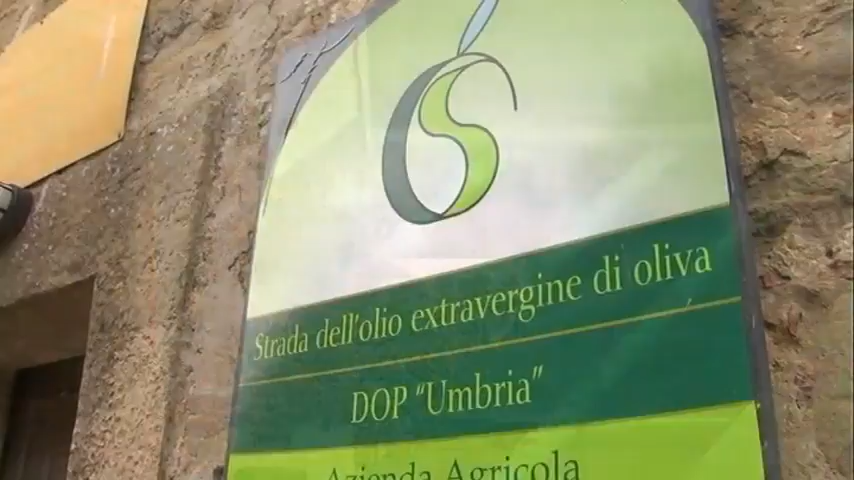 Strada dell'olio extravergine di oliva
DOP "Umbria"
Azienda Agricola